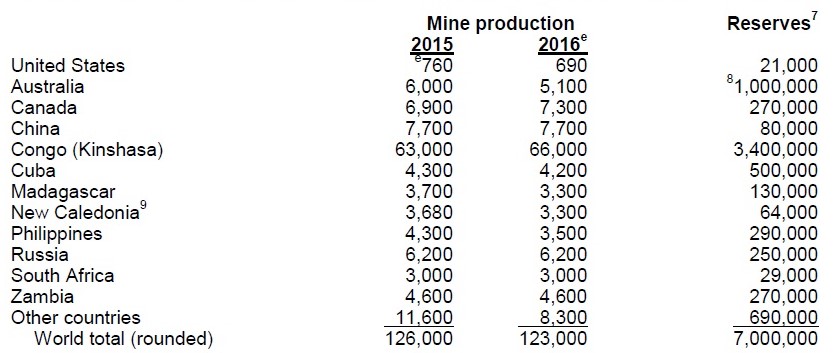 Mine production Reserves⁷
2015 2016ᵉ
United States ᵉ760 690 21,000
Australia 6,000 5,100 ⁸1,000,000
Canada 6,900 7,300 270,000
China 7,700 7,700 80,000
Congo (Kinshasa) 63,000 66,000 3,400,000
Cuba 4,300 4,200 500,000
Madagascar 3,700 3,300 130,000
New Caledonia⁹ 3,680 3,300 64,000
Philippines 4,300 3,500 290,000
Russia 6,200 6,200 250,000
South Africa 3,000 3,000 29,000
Zambia 4,600 4,600 270,000
Other countries 11,600 8,300 690,000
World total (rounded) 126,000 123,000 7,000,000